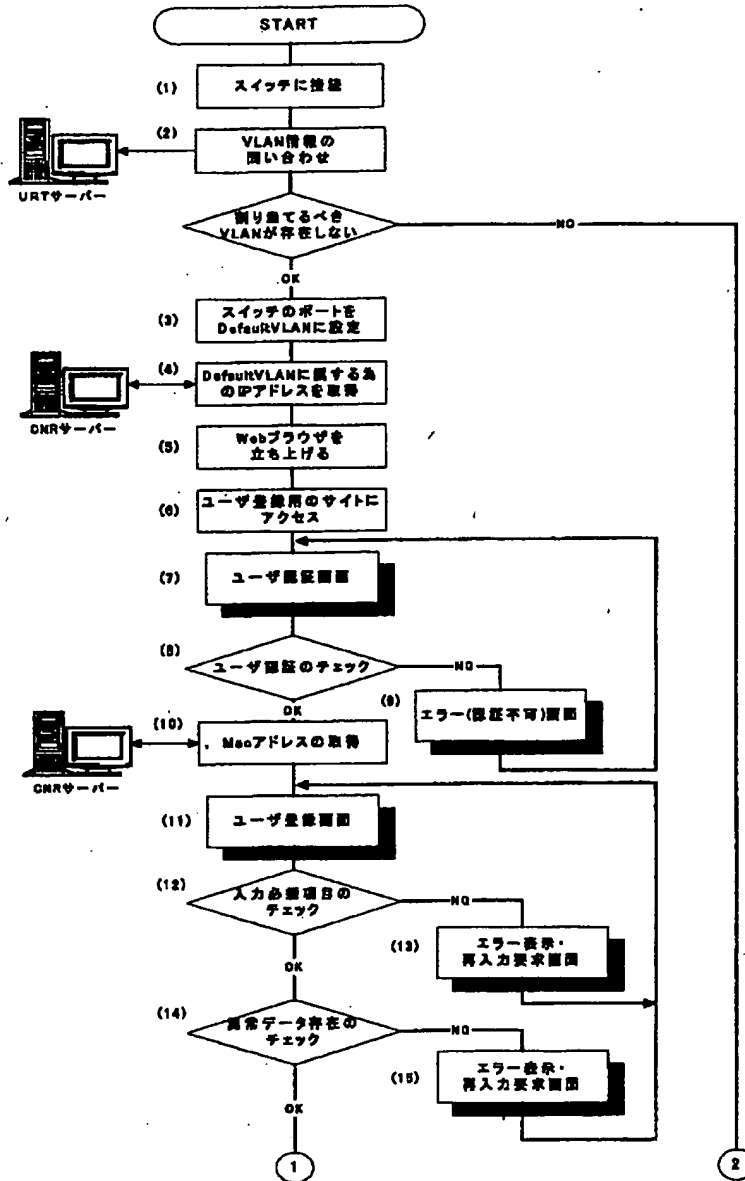 START
(1)
スイッチに接続
(2)
VLAN情報の
問い合わせ
URTサーバー
割り当てるべき
VLANが存在しない
NO
OK
(3)
スイッチのポートを
DefaultVLANに設定
(4)
DefaultVLANに属する為
のIPアドレスを取得
CNRサーバー
(5)
Webブラウザを
立ち上げる
(6)
ユーザ登録用のサイトに
アクセス
(7)
ユーザ認証画面
(8)
ユーザ認証のチェック
NO
OK
(9)
エラー(認証不可)画面
(10)
Macアドレスの取得
CNRサーバー
(11)
ユーザ登録画面
(12)
入力必須項目の
チェック
NO
(13)
エラー表示・
再入力要求画面
OK
(14)
異常データ存在の
チェック
NO
(15)
エラー表示・
再入力要求画面
OK
1
2